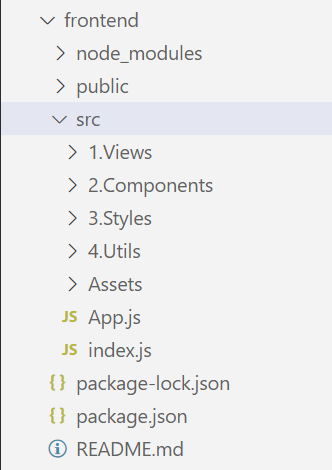 frontend
node_modules
public
src
1.Views
2.Components
3.Styles
4.Utils
Assets
JS App.js
JS index.js
{} package-lock.json
{} package.json
README.md